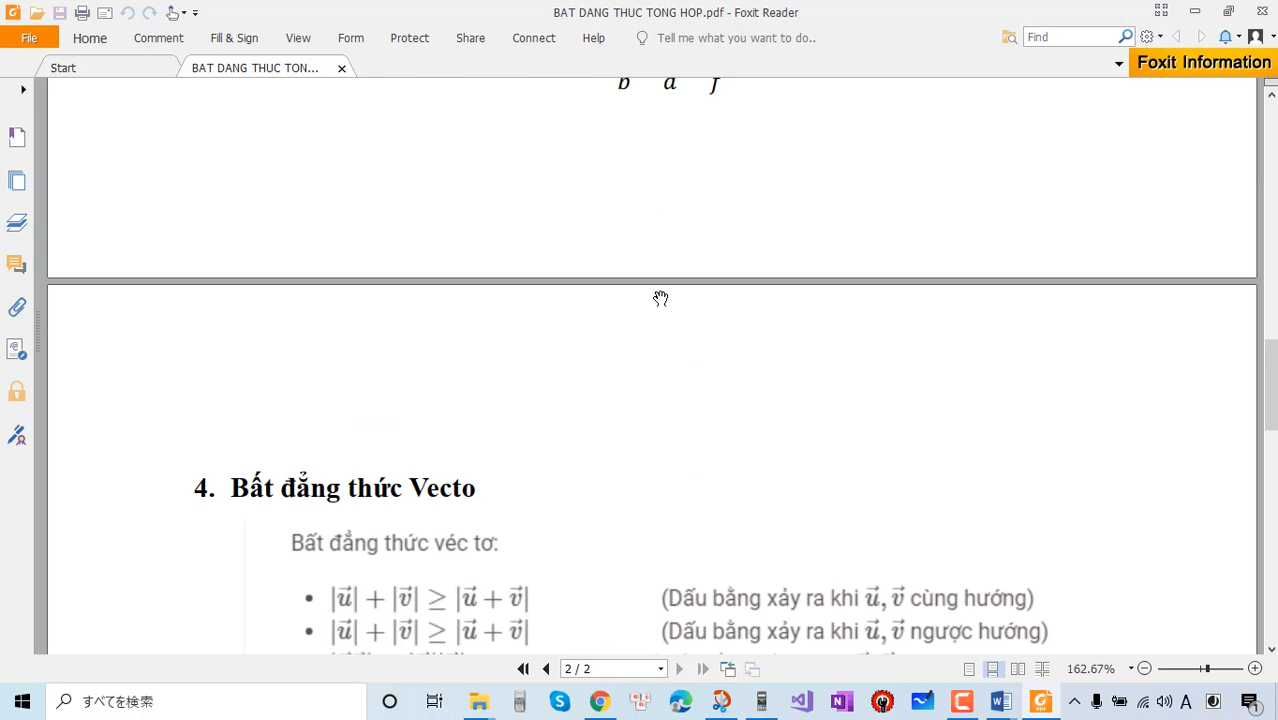 BAT DANG THUC TONG HOP.pdf - Foxit Reader
File Home Comment Fill & Sign View Form Protect Share Connect Help Tell me what you want to do.. Find
Start BAT DANG THUC TON... Foxit Information
b a f
4. Bất đẳng thức Vecto
Bất đẳng thức véc tơ:
• |u⃗| + |v⃗| ≥ |u⃗ + v⃗| (Dấu bằng xảy ra khi u⃗, v⃗ cùng hướng)
• |u⃗| + |v⃗| ≥ |u⃗ + v⃗| (Dấu bằng xảy ra khi u⃗, v⃗ ngược hướng)
2 / 2 162.67%
すべてを検索